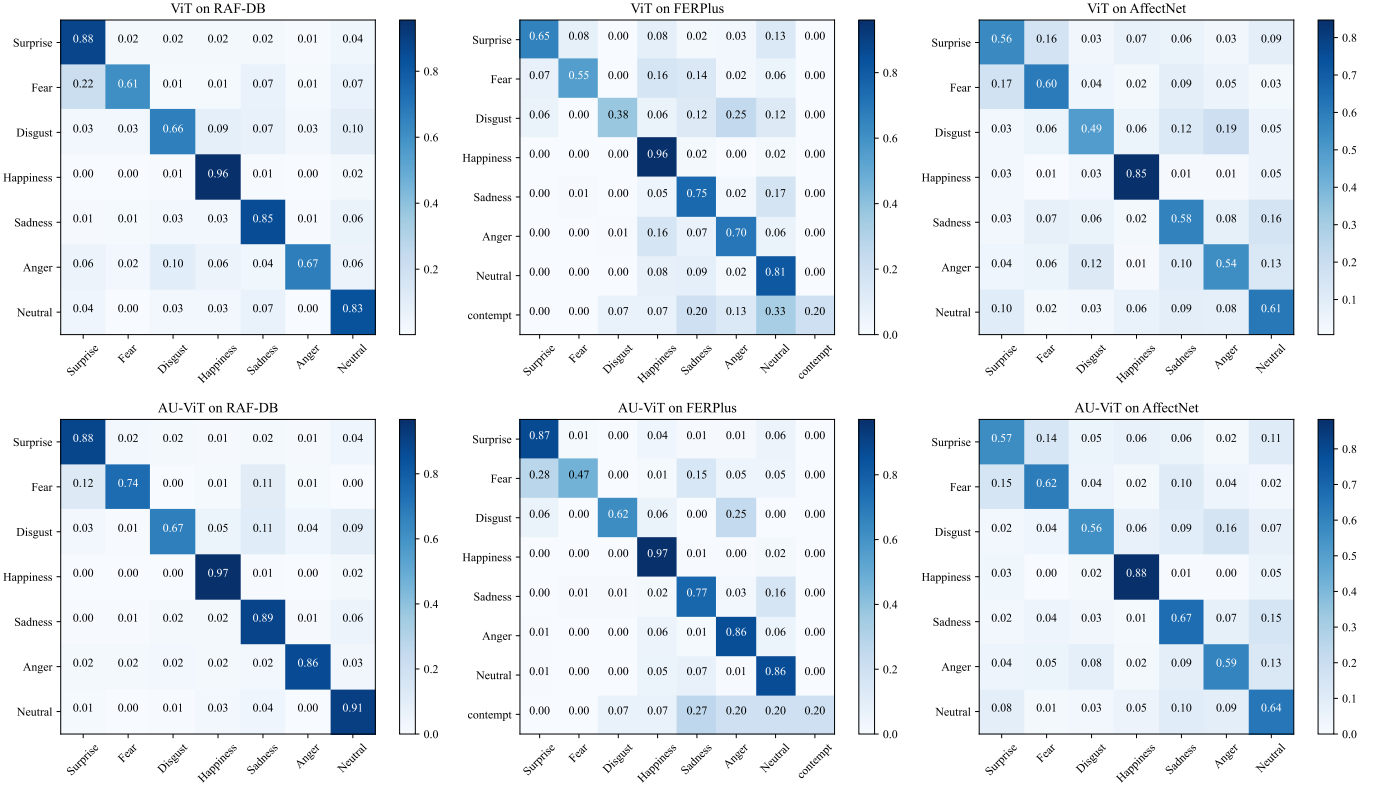 ViT on RAF-DB
Surprise 0.88 0.02 0.02 0.02 0.02 0.01 0.04
Fear 0.22 0.61 0.01 0.01 0.07 0.01 0.07
Disgust 0.03 0.03 0.66 0.09 0.07 0.03 0.10
Happiness 0.00 0.00 0.01 0.96 0.01 0.00 0.02
Sadness 0.01 0.01 0.03 0.03 0.85 0.01 0.06
Anger 0.06 0.02 0.10 0.06 0.04 0.67 0.06
Neutral 0.04 0.00 0.03 0.03 0.07 0.00 0.83
Surprise Fear Disgust Happiness Sadness Anger Neutral
0.8
0.6
0.4
0.2
ViT on FERPlus
Surprise 0.65 0.08 0.00 0.08 0.02 0.03 0.13 0.00
Fear 0.07 0.55 0.00 0.16 0.14 0.02 0.06 0.00
Disgust 0.06 0.00 0.38 0.06 0.12 0.25 0.12 0.00
Happiness 0.00 0.00 0.00 0.96 0.02 0.00 0.02 0.00
Sadness 0.00 0.01 0.00 0.05 0.75 0.02 0.17 0.00
Anger 0.00 0.00 0.01 0.16 0.07 0.70 0.06 0.00
Neutral 0.00 0.00 0.00 0.08 0.09 0.02 0.81 0.00
contempt 0.00 0.00 0.07 0.07 0.20 0.13 0.33 0.20
Surprise Fear Disgust Happiness Sadness Anger Neutral contempt
0.8
0.6
0.4
0.2
0.0
ViT on AffectNet
Surprise 0.56 0.16 0.03 0.07 0.06 0.03 0.09
Fear 0.17 0.60 0.04 0.02 0.09 0.05 0.03
Disgust 0.03 0.06 0.49 0.06 0.12 0.19 0.05
Happiness 0.03 0.01 0.03 0.85 0.01 0.01 0.05
Sadness 0.03 0.07 0.06 0.02 0.58 0.08 0.16
Anger 0.04 0.06 0.12 0.01 0.10 0.54 0.13
Neutral 0.10 0.02 0.03 0.06 0.09 0.08 0.61
Surprise Fear Disgust Happiness Sadness Anger Neutral
0.8
0.7
0.6
0.5
0.4
0.3
0.2
0.1
AU-ViT on RAF-DB
Surprise 0.88 0.02 0.02 0.01 0.02 0.01 0.04
Fear 0.12 0.74 0.00 0.01 0.11 0.01 0.00
Disgust 0.03 0.01 0.67 0.05 0.11 0.04 0.09
Happiness 0.00 0.00 0.00 0.97 0.01 0.00 0.02
Sadness 0.00 0.01 0.02 0.02 0.89 0.01 0.06
Anger 0.02 0.02 0.02 0.02 0.02 0.86 0.03
Neutral 0.01 0.00 0.01 0.03 0.04 0.00 0.91
Surprise Fear Disgust Happiness Sadness Anger Neutral
0.8
0.6
0.4
0.2
0.0
AU-ViT on FERPlus
Surprise 0.87 0.01 0.00 0.04 0.01 0.01 0.06 0.00
Fear 0.28 0.47 0.00 0.01 0.15 0.05 0.05 0.00
Disgust 0.06 0.00 0.62 0.06 0.00 0.25 0.00 0.00
Happiness 0.00 0.00 0.00 0.97 0.01 0.00 0.02 0.00
Sadness 0.00 0.01 0.01 0.02 0.77 0.03 0.16 0.00
Anger 0.01 0.00 0.00 0.06 0.01 0.86 0.06 0.00
Neutral 0.01 0.00 0.00 0.05 0.07 0.01 0.86 0.00
contempt 0.00 0.00 0.07 0.07 0.27 0.20 0.20 0.20
Surprise Fear Disgust Happiness Sadness Anger Neutral contempt
0.8
0.6
0.4
0.2
0.0
AU-ViT on AffectNet
Surprise 0.57 0.14 0.05 0.06 0.06 0.02 0.11
Fear 0.15 0.62 0.04 0.02 0.10 0.04 0.02
Disgust 0.02 0.04 0.56 0.06 0.09 0.16 0.07
Happiness 0.03 0.00 0.02 0.88 0.01 0.00 0.05
Sadness 0.02 0.04 0.03 0.01 0.67 0.07 0.15
Anger 0.04 0.05 0.08 0.02 0.09 0.59 0.13
Neutral 0.08 0.01 0.03 0.05 0.10 0.09 0.64
Surprise Fear Disgust Happiness Sadness Anger Neutral
0.8
0.7
0.6
0.5
0.4
0.3
0.2
0.1
0.0